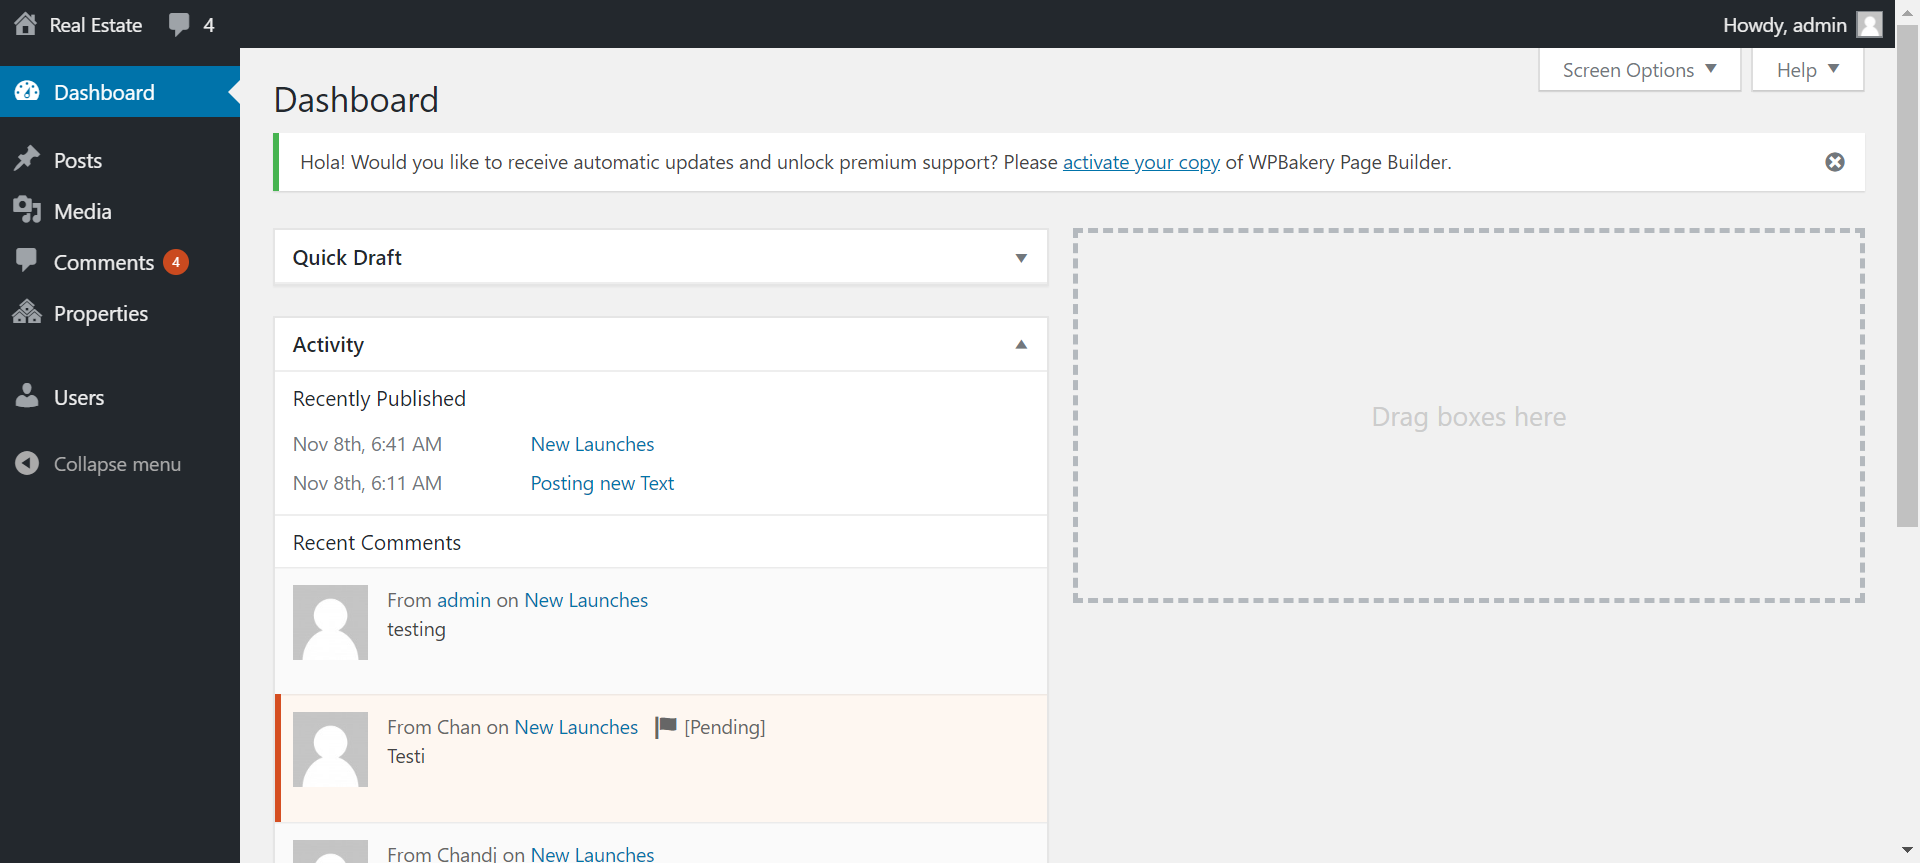 Real Estate 4
Howdy, admin
Dashboard
Posts
Media
Comments 4
Properties
Users
Collapse menu
Screen Options
Help
Dashboard
Hola! Would you like to receive automatic updates and unlock premium support? Please activate your copy of WPBakery Page Builder.
Quick Draft
Activity
Recently Published
Nov 8th, 6:41 AM New Launches
Nov 8th, 6:11 AM Posting new Text
Recent Comments
From admin on New Launches
testing
From Chan on New Launches [Pending]
Testi
From Chandj on New Launches
Drag boxes here